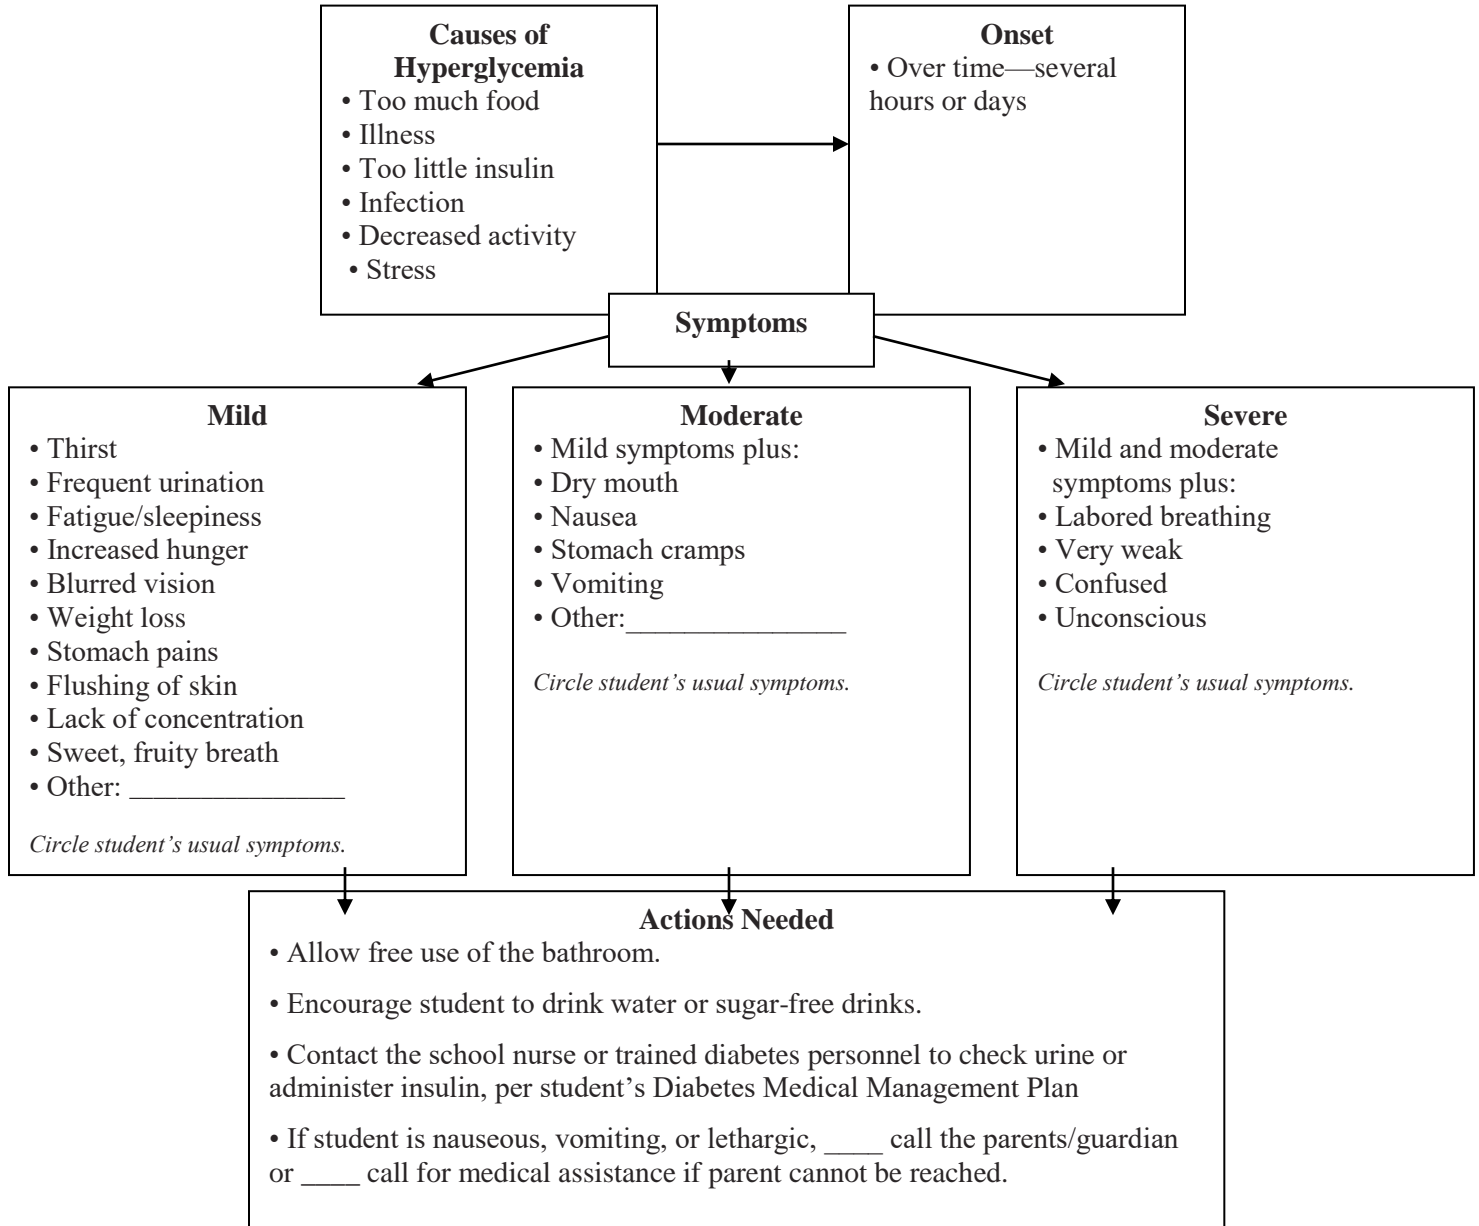 Causes of
Hyperglycemia
• Too much food
• Illness
• Too little insulin
• Infection
• Decreased activity
• Stress
Onset
• Over time—several
hours or days
Symptoms
Mild
• Thirst
• Frequent urination
• Fatigue/sleepiness
• Increased hunger
• Blurred vision
• Weight loss
• Stomach pains
• Flushing of skin
• Lack of concentration
• Sweet, fruity breath
• Other: __________________
Circle student’s usual symptoms.
Moderate
• Mild symptoms plus:
• Dry mouth
• Nausea
• Stomach cramps
• Vomiting
• Other:_______________
Circle student’s usual symptoms.
Severe
• Mild and moderate
symptoms plus:
• Labored breathing
• Very weak
• Confused
• Unconscious
Circle student’s usual symptoms.
Actions Needed
• Allow free use of the bathroom.
• Encourage student to drink water or sugar-free drinks.
• Contact the school nurse or trained diabetes personnel to check urine or
administer insulin, per student’s Diabetes Medical Management Plan
• If student is nauseous, vomiting, or lethargic, ____ call the parents/guardian
or ____ call for medical assistance if parent cannot be reached.